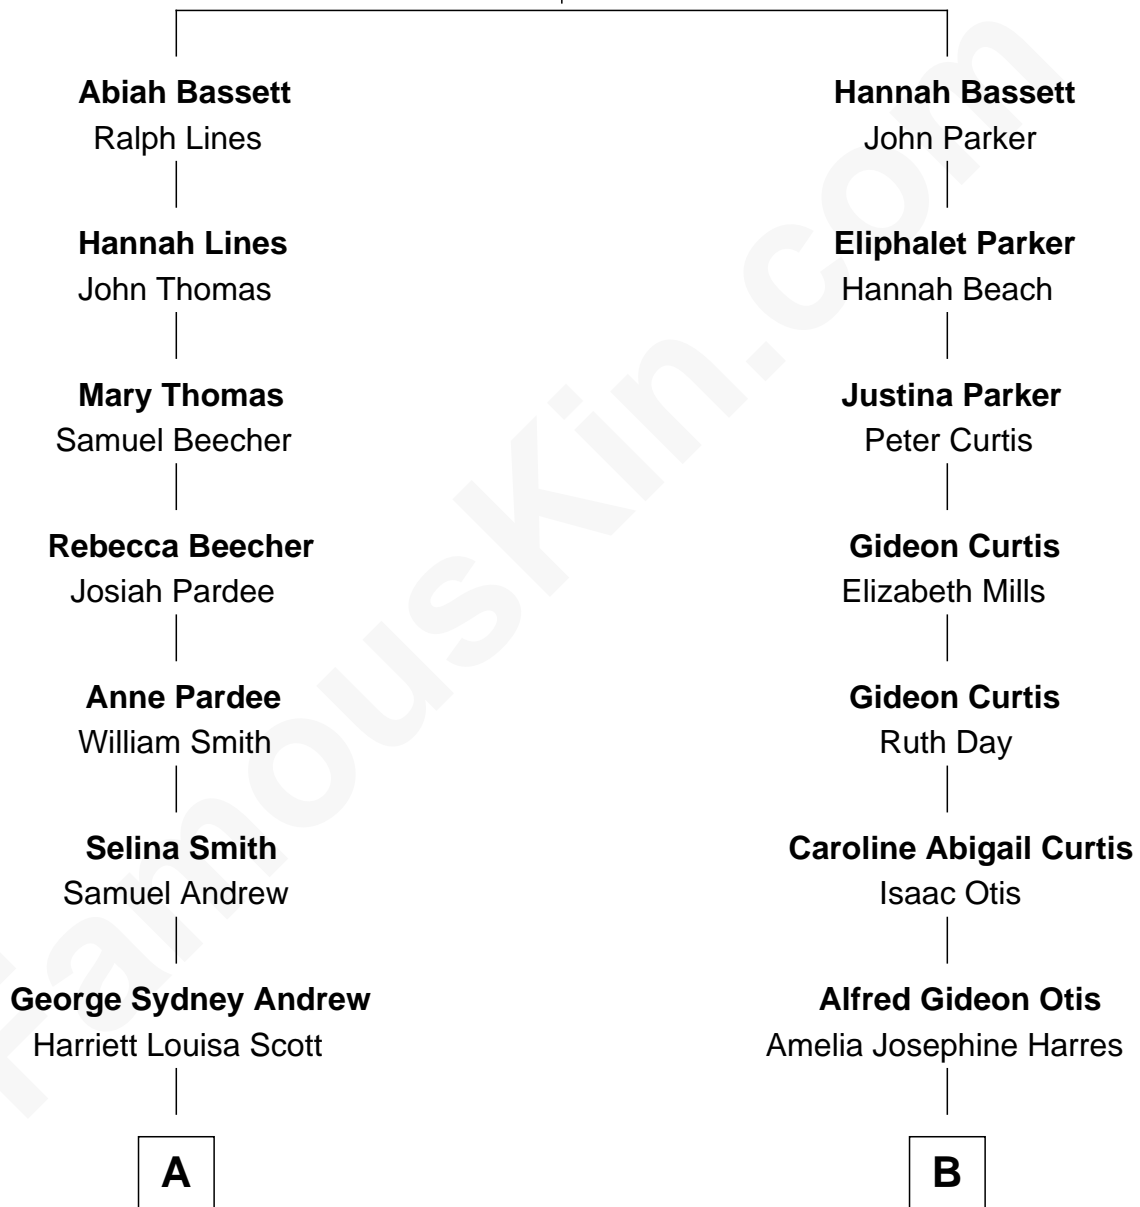 Abiah Bassett
Ralph Lines
Hannah Lines
John Thomas
Mary Thomas
Samuel Beecher
Rebecca Beecher
Josiah Pardee
Anne Pardee
William Smith
Selina Smith
Samuel Andrew
George Sydney Andrew
Harriett Louisa Scott
A
Hannah Bassett
John Parker
Eliphalet Parker
Hannah Beach
Justina Parker
Peter Curtis
Gideon Curtis
Elizabeth Mills
Gideon Curtis
Ruth Day
Caroline Abigail Curtis
Isaac Otis
Alfred Gideon Otis
Amelia Josephine Harres
B
FamousKin.com